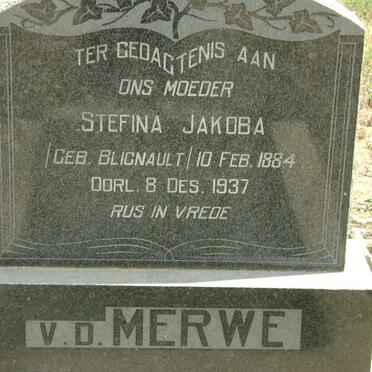 TER GEDAGTENIS AAN
ONS MOEDER
STEFINA JAKOBA
/GEB. BLIGNAULT/ 10 FEB. 1884
OORL. 8 DES. 1937
RUS IN VREDE
V.D. MERWE